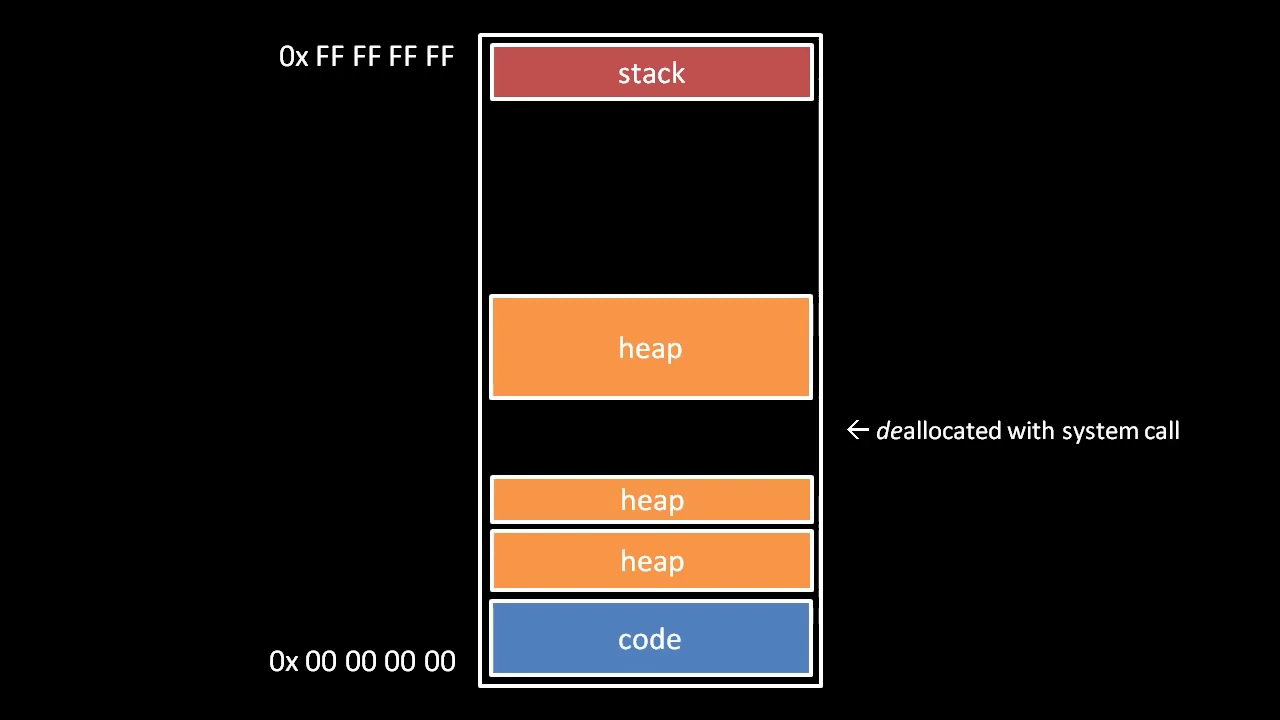 0x FF FF FF FF
stack
heap
← deallocated with system call
heap
heap
code
0x 00 00 00 00